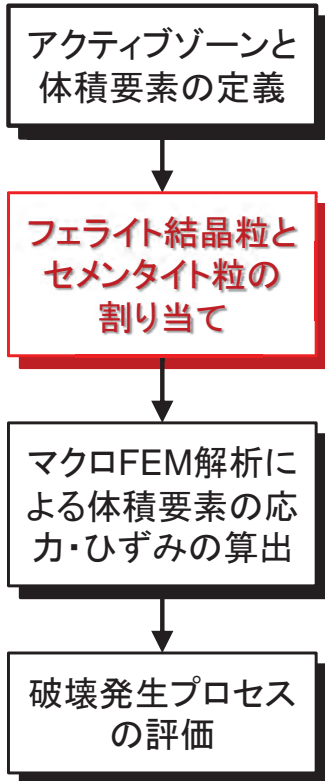 アクティブゾーンと
体積要素の定義
フェライト結晶粒と
セメンタイト粒の
割り当て
マクロFEM解析に
よる体積要素の応
力・ひずみの算出
破壊発生プロセス
の評価